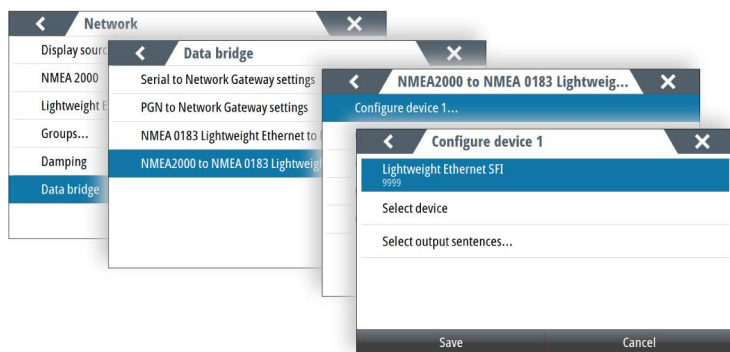 Network
Display
NMEA 2000
Lightweight
Groups...
Damping
Data bridge
Data bridge
Serial to Network Gateway settings
PGN to Network Gateway settings
NMEA 0183 Lightweight Ethernet to
NMEA2000 to NMEA 0183
NMEA2000 to NMEA 0183 Lightweig...
Configure device 1...
Configure device 1
Lightweight Ethernet SFI
9999
Select device
Select output sentences...
Save Cancel